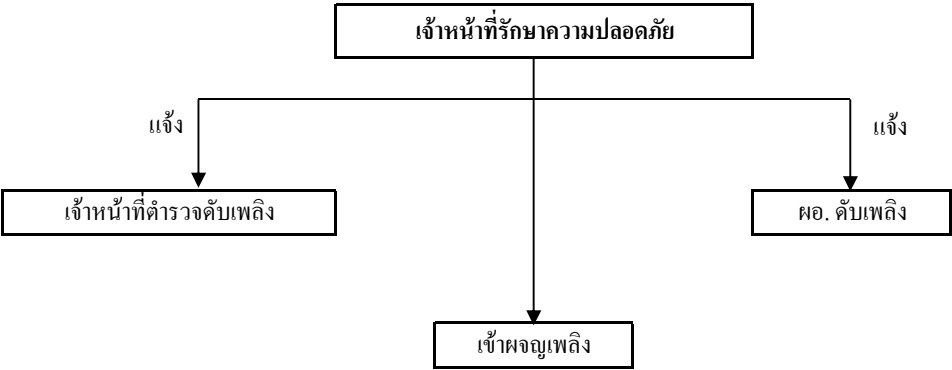 เจ้าหน้าที่รักษาความปลอดภัย
แจ้ง
แจ้ง
เจ้าหน้าที่ตำรวจดับเพลิง
ผอ. ดับเพลิง
เข้าผจญเพลิง